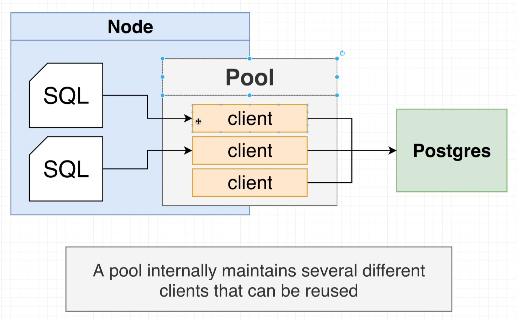 Node
SQL
SQL
Pool
client
client
client
Postgres
A pool internally maintains several different
clients that can be reused